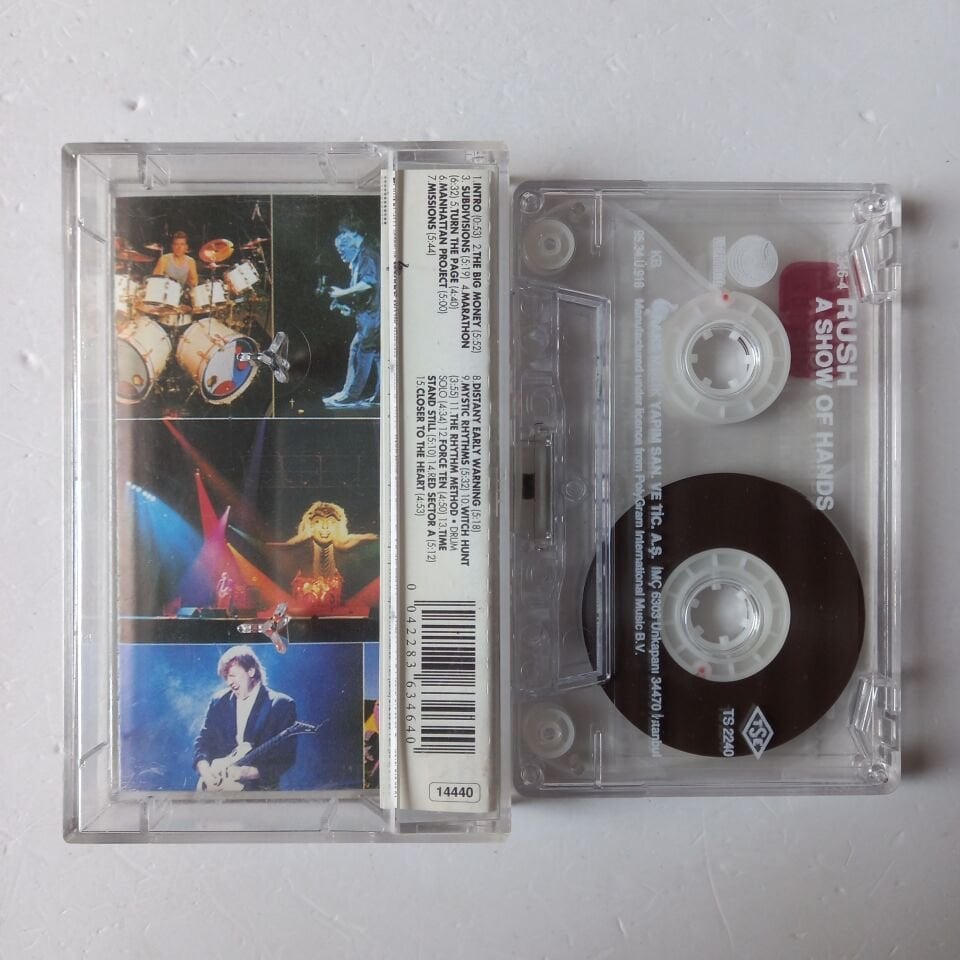 1. INTRO (0:53) 2. THE BIG MONEY (5:52)
3. SUBDIVISIONS (5:19) 4. MARATHON
(6:32) 5. TURN THE PAGE (4:40)
6. MANHATTAN PROJECT (5:00)
7. MISSIONS (5:44)
8. DISTANY EARLY WARNING (5:18)
9. MYSTIC RHYTHMS (5:32) 10. WITCH HUNT
(3:55) 11. THE RHYTHM METHOD • DRUM
SOLO (4:34) 12. FORCE TEN (4:50) 13. TIME
STAND STILL (5:10) 14. RED SECTOR A (5:12)
15. CLOSER TO THE HEART (4:53)
0 042283 634640
14440
RUSH
A SHOW OF HANDS
YAPIM SAN. VE TİC. A.Ş. İMÇ 6303 Unkapanı 34470 İstanbul
Manufactured under licence from PolyGram International Music B.V.
TSE
TS 2240